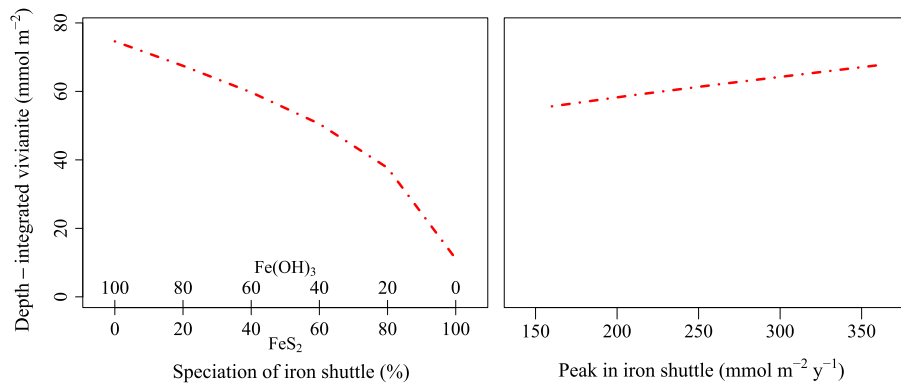 Depth – integrated vivianite (mmol m⁻²)
80
60
40
20
0
Fe(OH)₃
100 80 60 40 20 0
0 20 40 60 80 100
FeS₂
Speciation of iron shuttle (%)
150 200 250 300 350
Peak in iron shuttle (mmol m⁻² y⁻¹)